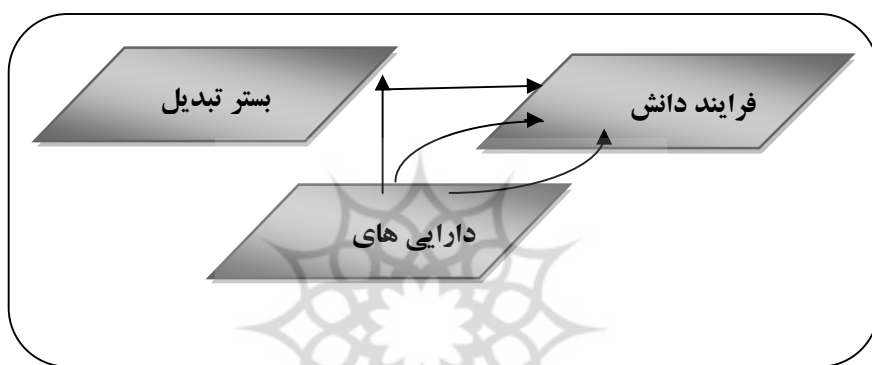 فرایند دانش
بستر تبدیل
دارایی های